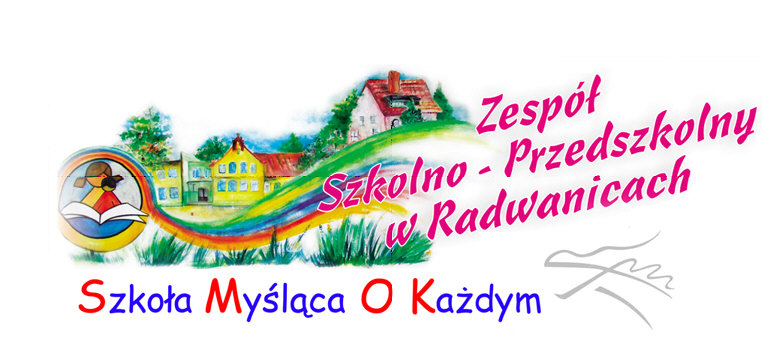 Zespół
Szkolno - Przedszkolny
w Radwanicach
Szkoła Myśląca O Każdym